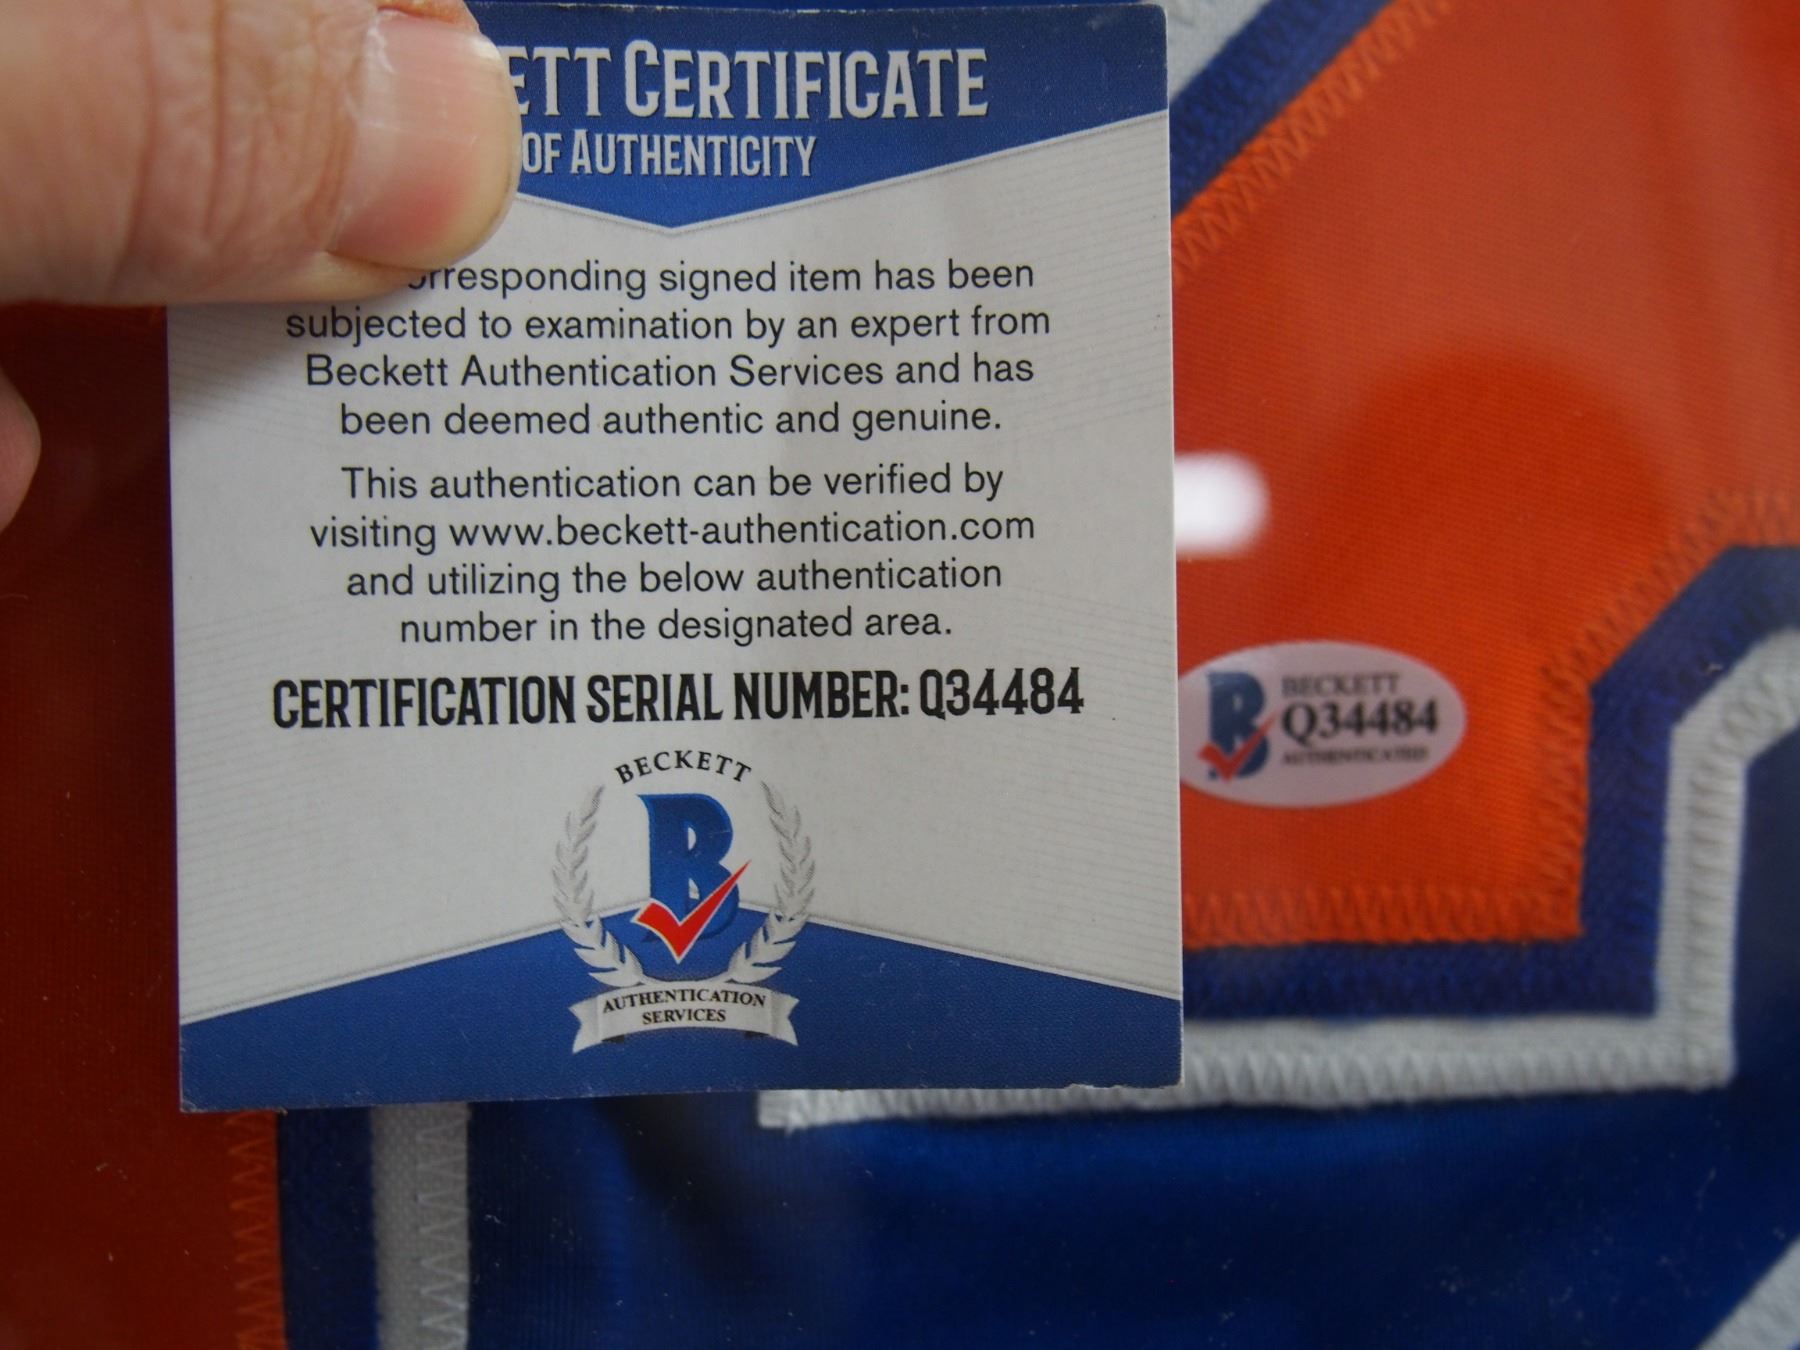 CERTIFICATE
OF AUTHENTICITY
signed item has been
subjected to examination by an expert from
Beckett Authentication Services and has
been deemed authentic and genuine.
This authentication can be verified by
visiting www.beckett-authentication.com
and utilizing the below authentication
number in the designated area.
CERTIFICATION SERIAL NUMBER: Q34484
BECKETT
B
AUTHENTICATION
SERVICES
B
BECKETT
Q34484
AUTHENTICATED